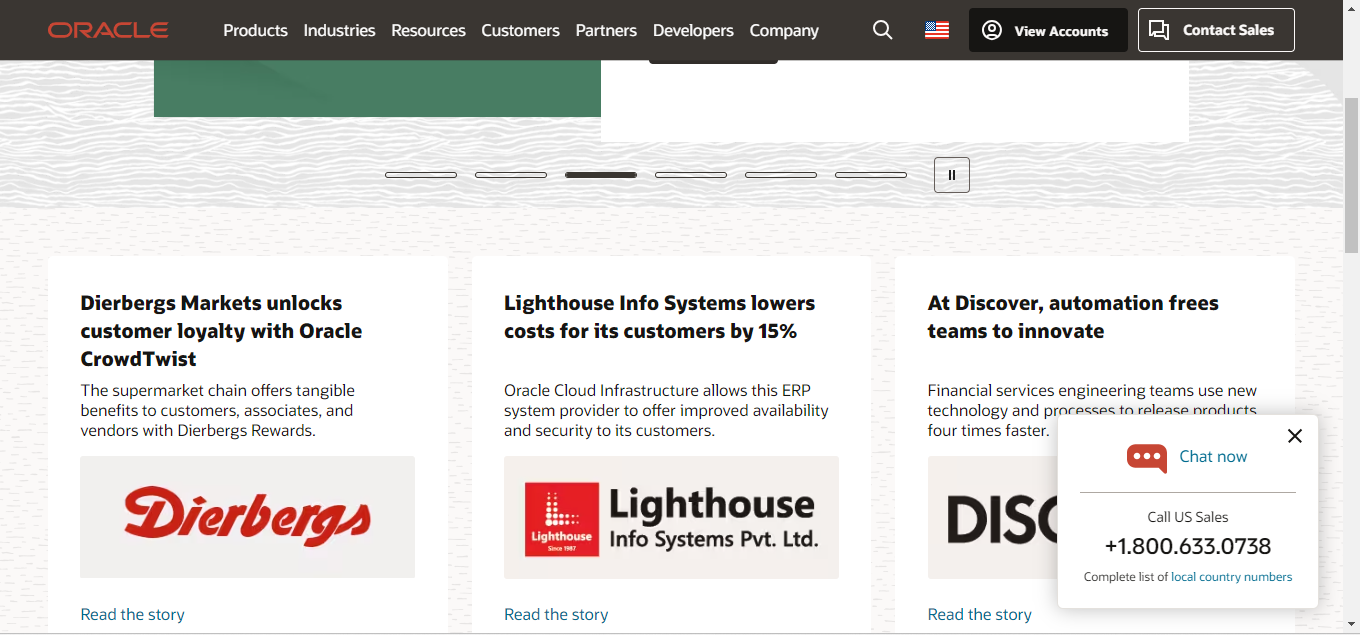 ORACLE
Products Industries Resources Customers Partners Developers Company
View Accounts
Contact Sales
Dierbergs Markets unlocks
customer loyalty with Oracle
CrowdTwist
The supermarket chain offers tangible
benefits to customers, associates, and
vendors with Dierbergs Rewards.
Dierbergs
Read the story
Lighthouse Info Systems lowers
costs for its customers by 15%
Oracle Cloud Infrastructure allows this ERP
system provider to offer improved availability
and security to its customers.
Lighthouse
Since 1987
Lighthouse
Info Systems Pvt. Ltd.
Read the story
At Discover, automation frees
teams to innovate
Financial services engineering teams use new
technology and processes to release products
four times faster.
DISC
Read the story
Chat now
Call US Sales
+1.800.633.0738
Complete list of local country numbers